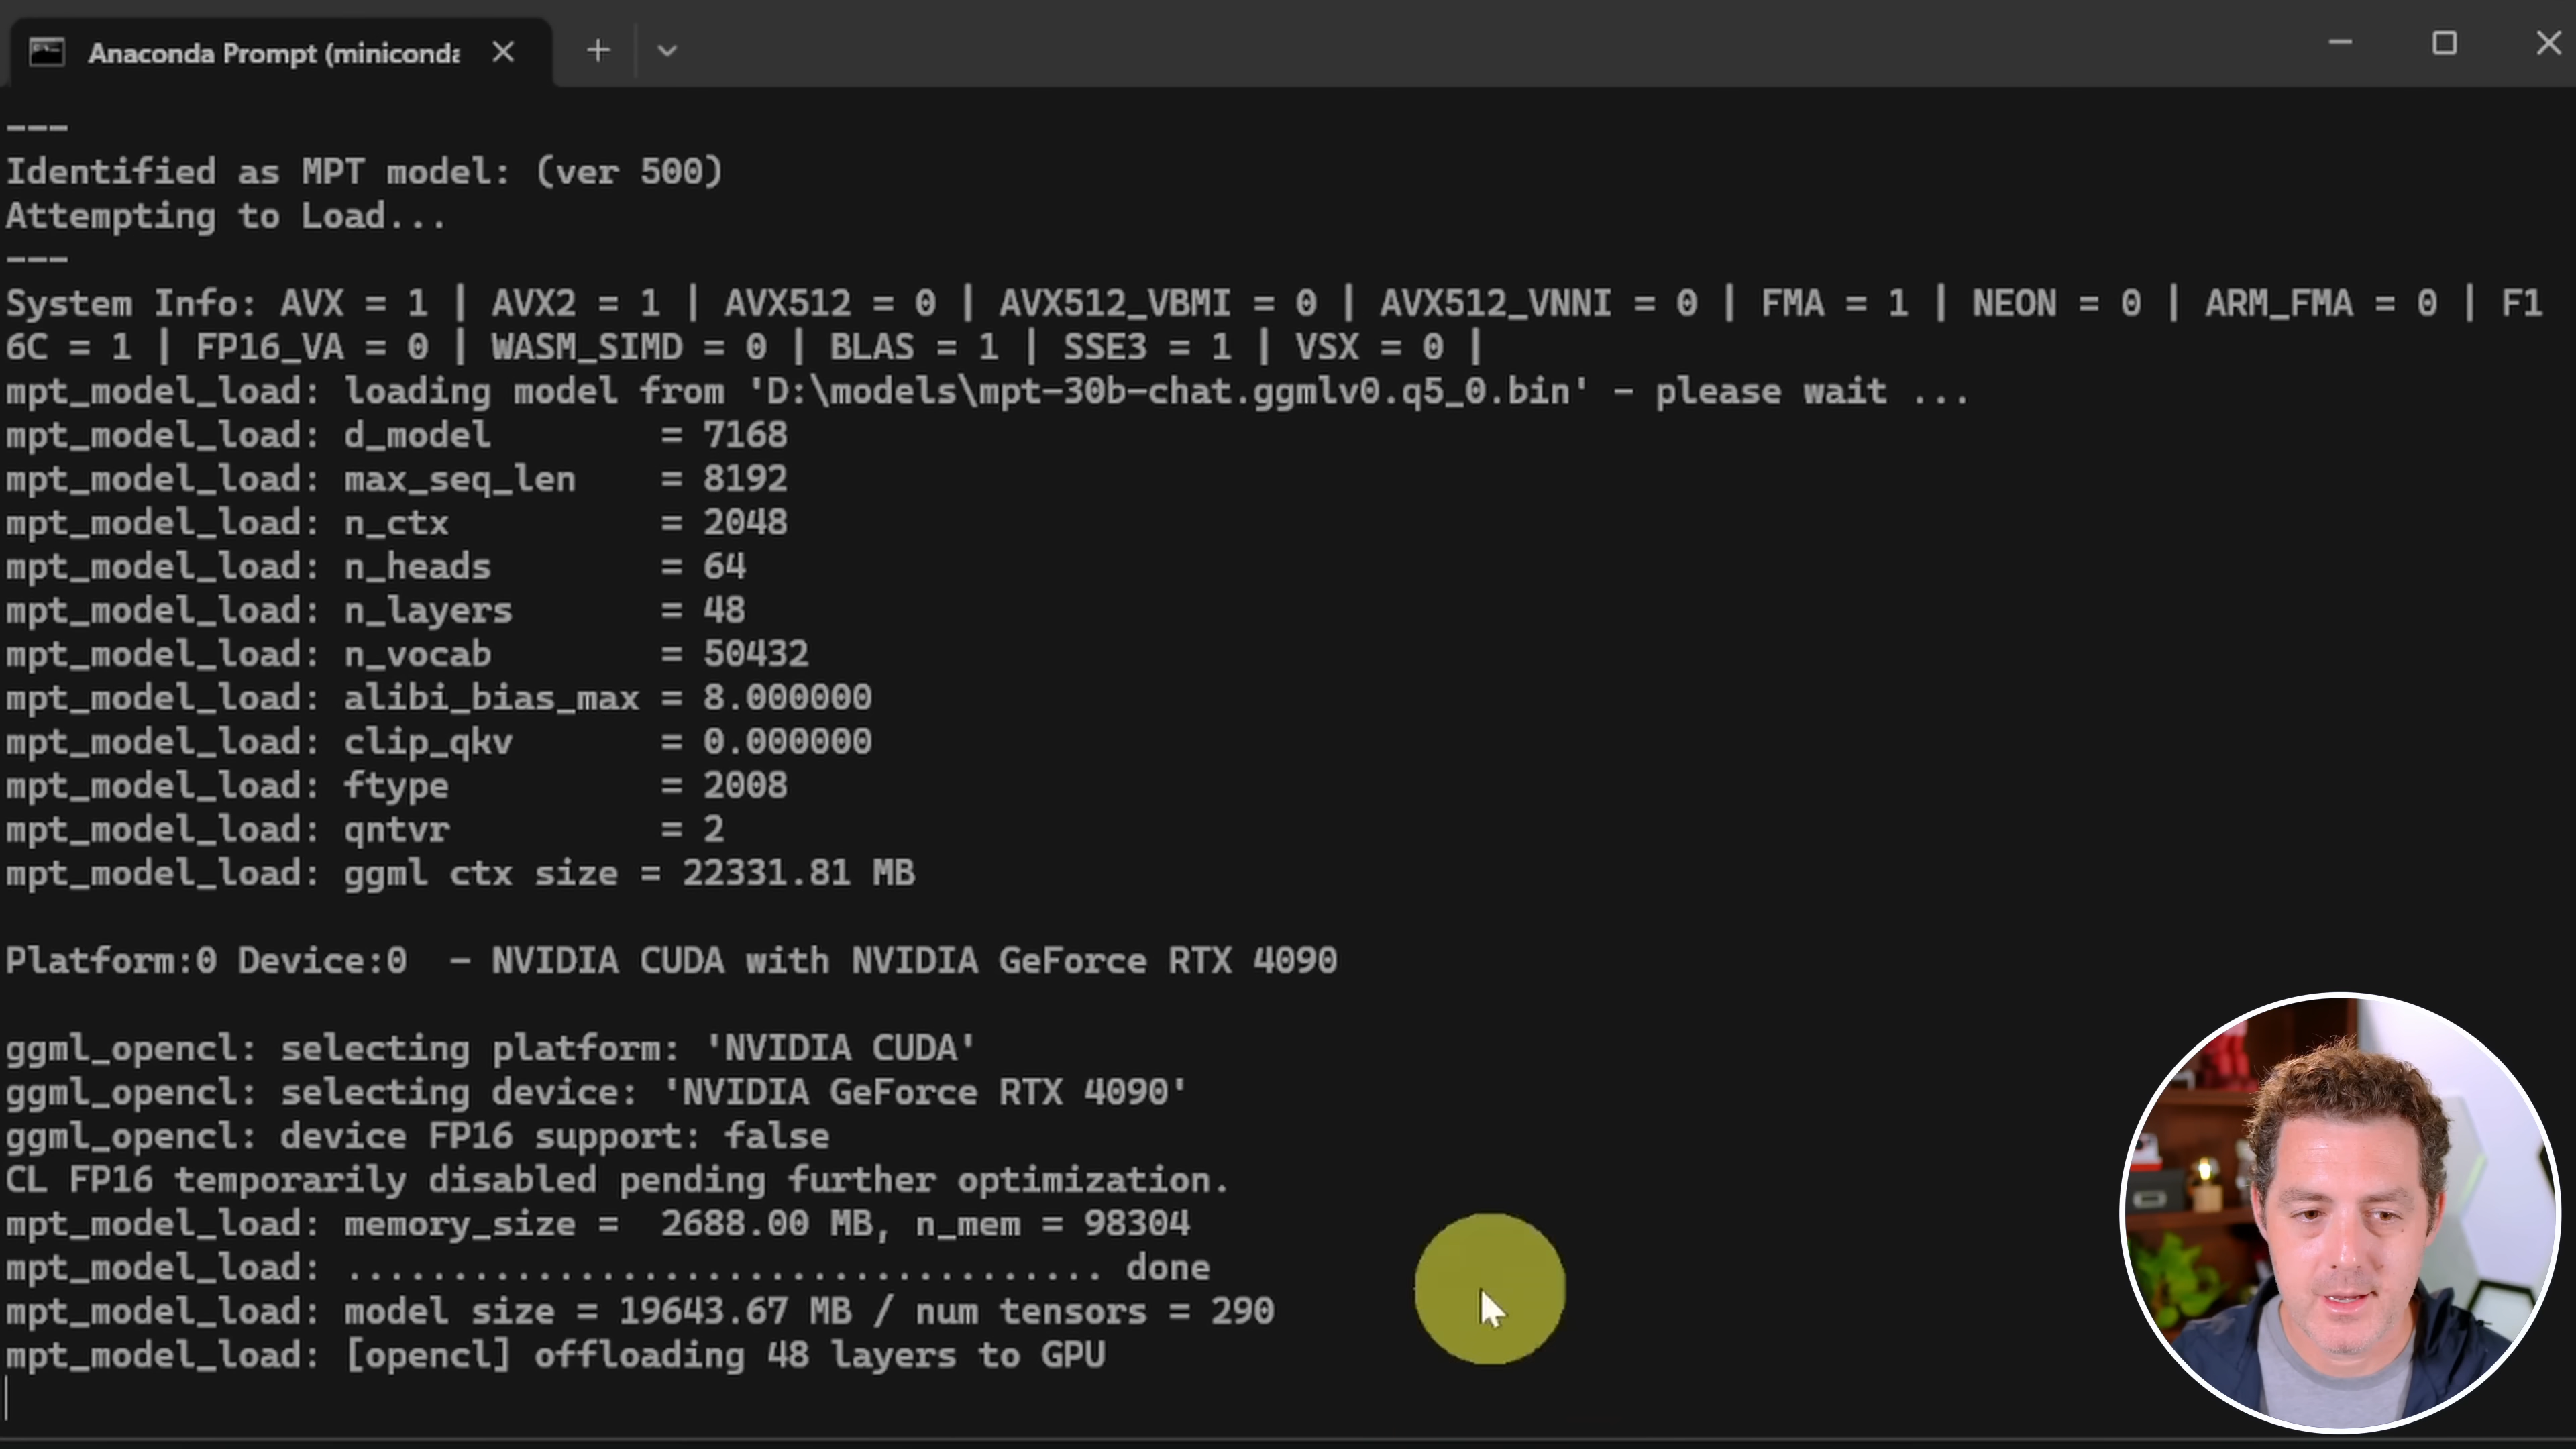 Anaconda Prompt (miniconda
---
Identified as MPT model: (ver 500)
Attempting to Load...
---
System Info: AVX = 1 | AVX2 = 1 | AVX512 = 0 | AVX512_VBMI = 0 | AVX512_VNNI = 0 | FMA = 1 | NEON = 0 | ARM_FMA = 0 | F1
6C = 1 | FP16_VA = 0 | WASM_SIMD = 0 | BLAS = 1 | SSE3 = 1 | VSX = 0 |
mpt_model_load: loading model from 'D:\models\mpt-30b-chat.ggmlv0.q5_0.bin' - please wait ...
mpt_model_load: d_model        = 7168
mpt_model_load: max_seq_len    = 8192
mpt_model_load: n_ctx          = 2048
mpt_model_load: n_heads        = 64
mpt_model_load: n_layers       = 48
mpt_model_load: n_vocab        = 50432
mpt_model_load: alibi_bias_max = 8.000000
mpt_model_load: clip_qkv       = 0.000000
mpt_model_load: ftype          = 2008
mpt_model_load: qntvr          = 2
mpt_model_load: ggml ctx size = 22331.81 MB
Platform:0 Device:0  - NVIDIA CUDA with NVIDIA GeForce RTX 4090
ggml_opencl: selecting platform: 'NVIDIA CUDA'
ggml_opencl: selecting device: 'NVIDIA GeForce RTX 4090'
ggml_opencl: device FP16 support: false
CL FP16 temporarily disabled pending further optimization.
mpt_model_load: memory_size =  2688.00 MB, n_mem = 98304
mpt_model_load: .................................... done
mpt_model_load: model size = 19643.67 MB / num tensors = 290
mpt_model_load: [opencl] offloading 48 layers to GPU